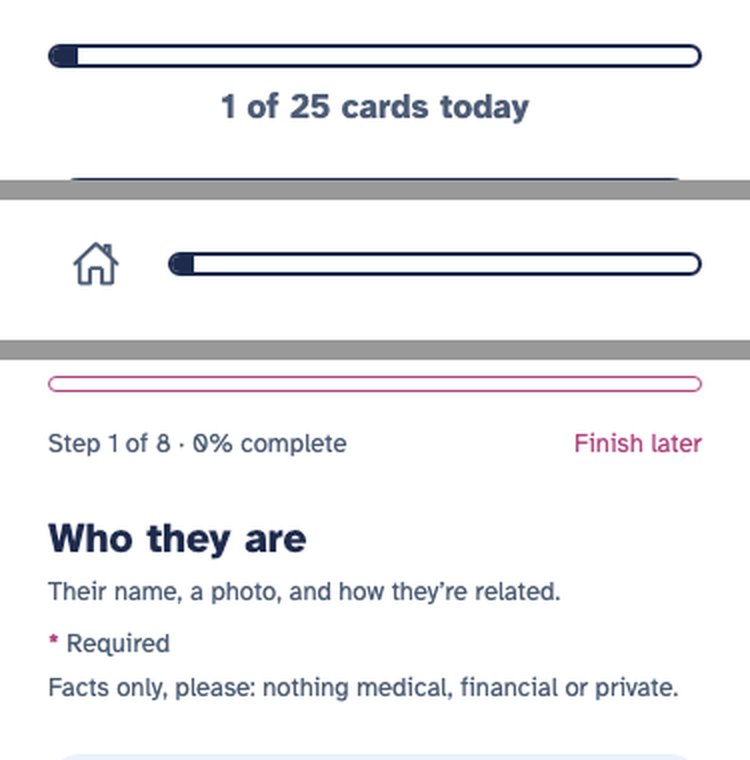 1 of 25 cards today
Step 1 of 8 · 0% complete
Finish later
Who they are
Their name, a photo, and how they’re related.
* Required
Facts only, please: nothing medical, financial or private.